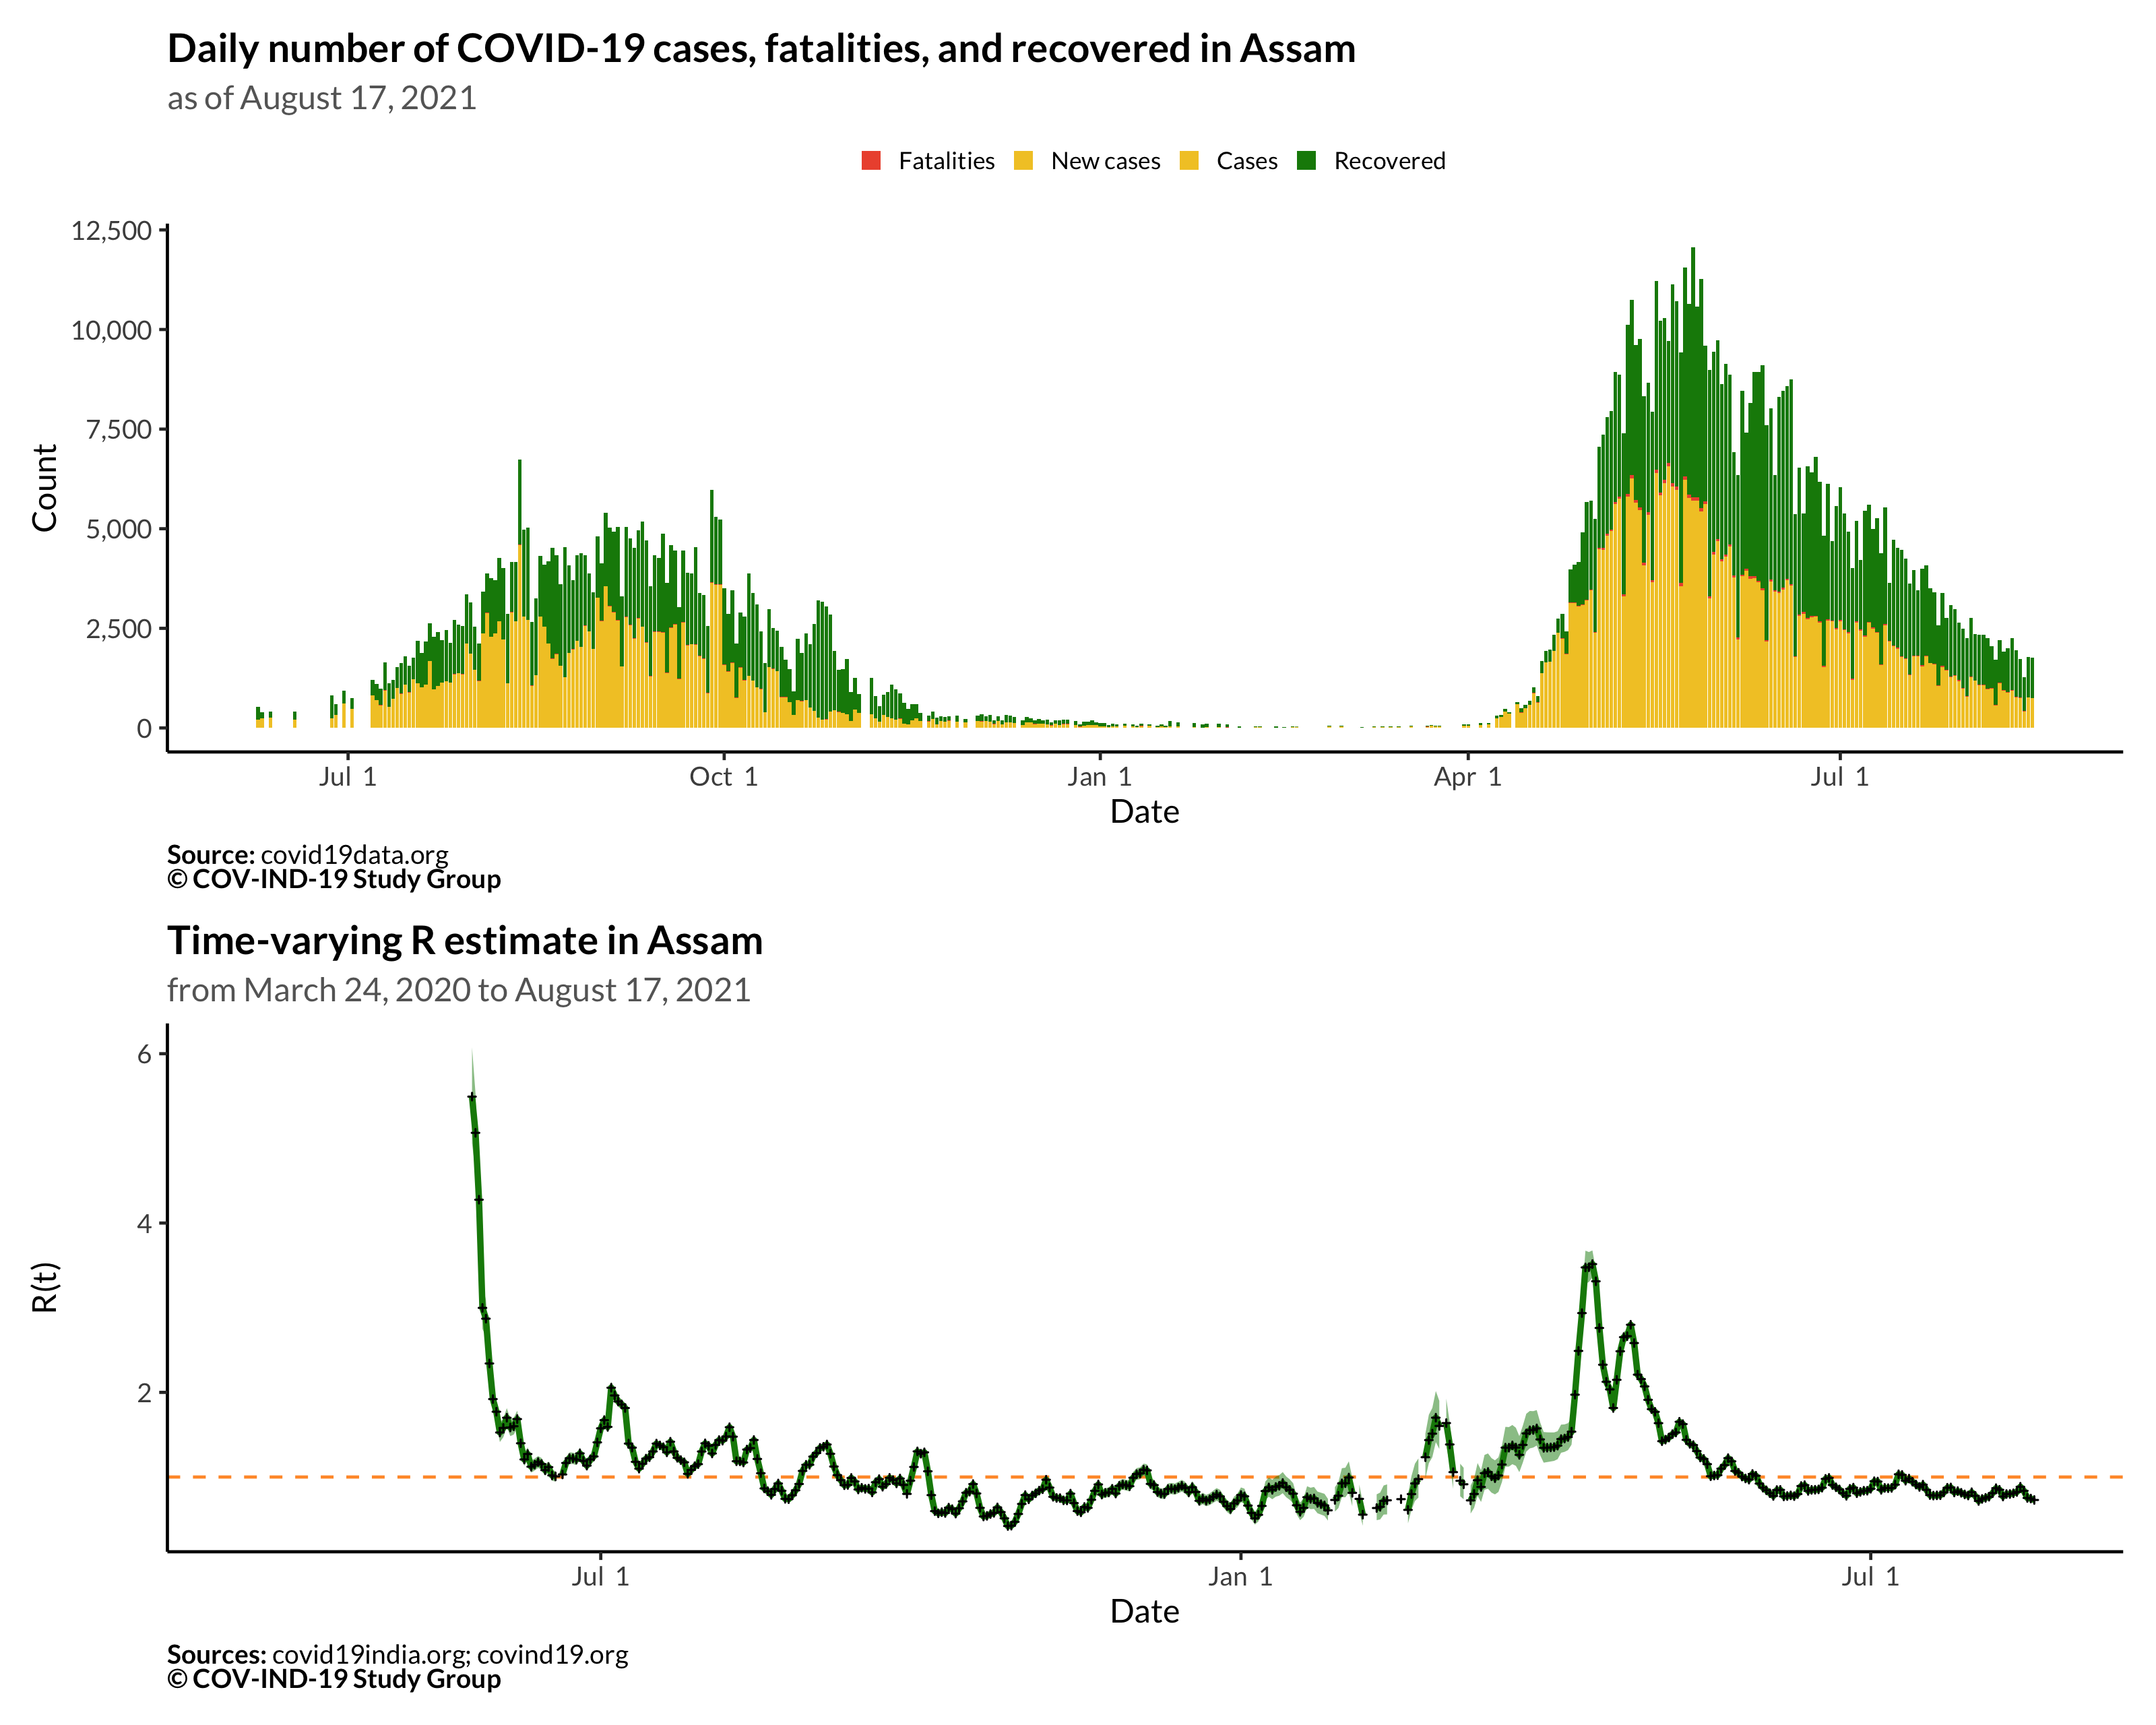 Daily number of COVID-19 cases, fatalities, and recovered in Assam
as of August 17, 2021
Fatalities New cases Cases Recovered
12,500
10,000
7,500
5,000
2,500
0
Count
Jul 1 Oct 1 Jan 1 Apr 1 Jul 1
Date
Source: covid19data.org
© COV-IND-19 Study Group
Time-varying R estimate in Assam
from March 24, 2020 to August 17, 2021
6
4
2
R(t)
Jul 1 Jan 1 Jul 1
Date
Sources: covid19india.org; covind19.org
© COV-IND-19 Study Group